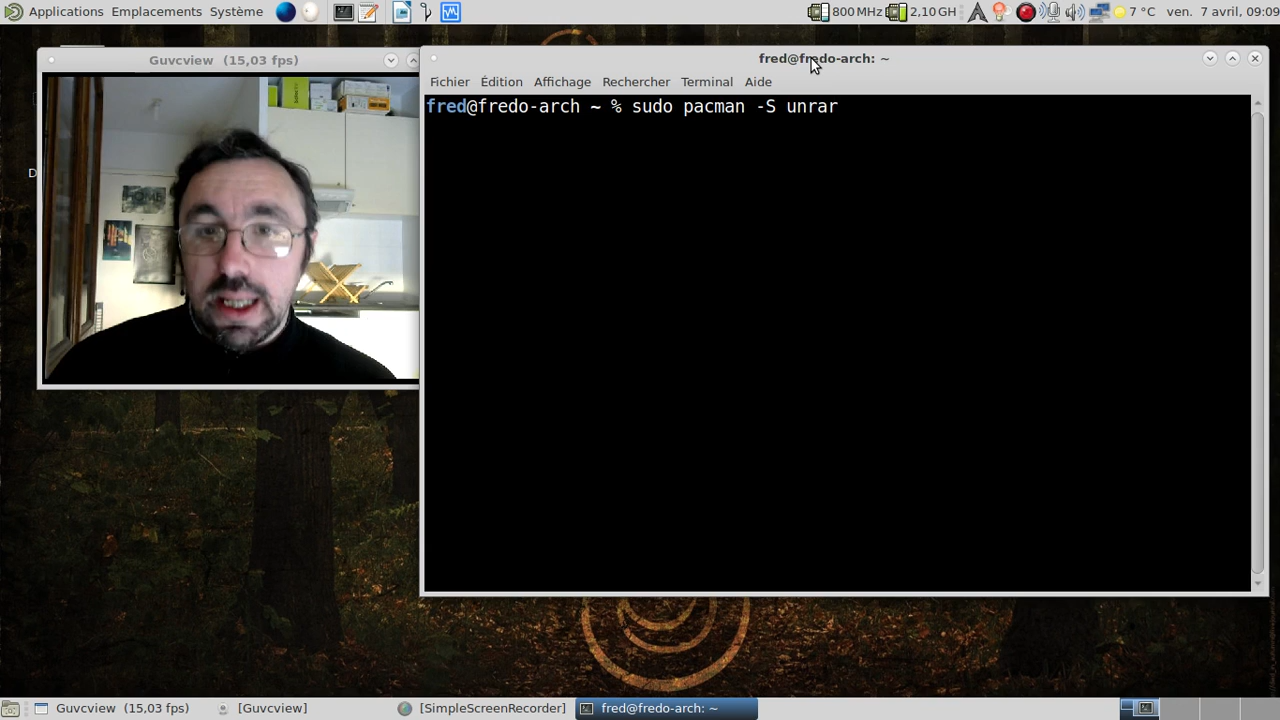 Applications Emplacements Système
800 MHz 2,10 GH 7 °C ven. 7 avril, 09:09
Guvcview (15,03 fps)
fred@fredo-arch: ~
Fichier Édition Affichage Rechercher Terminal Aide
fred@fredo-arch ~ % sudo pacman -S unrar
D
Guvcview (15,03 fps) [Guvcview] [SimpleScreenRecorder] fred@fredo-arch: ~